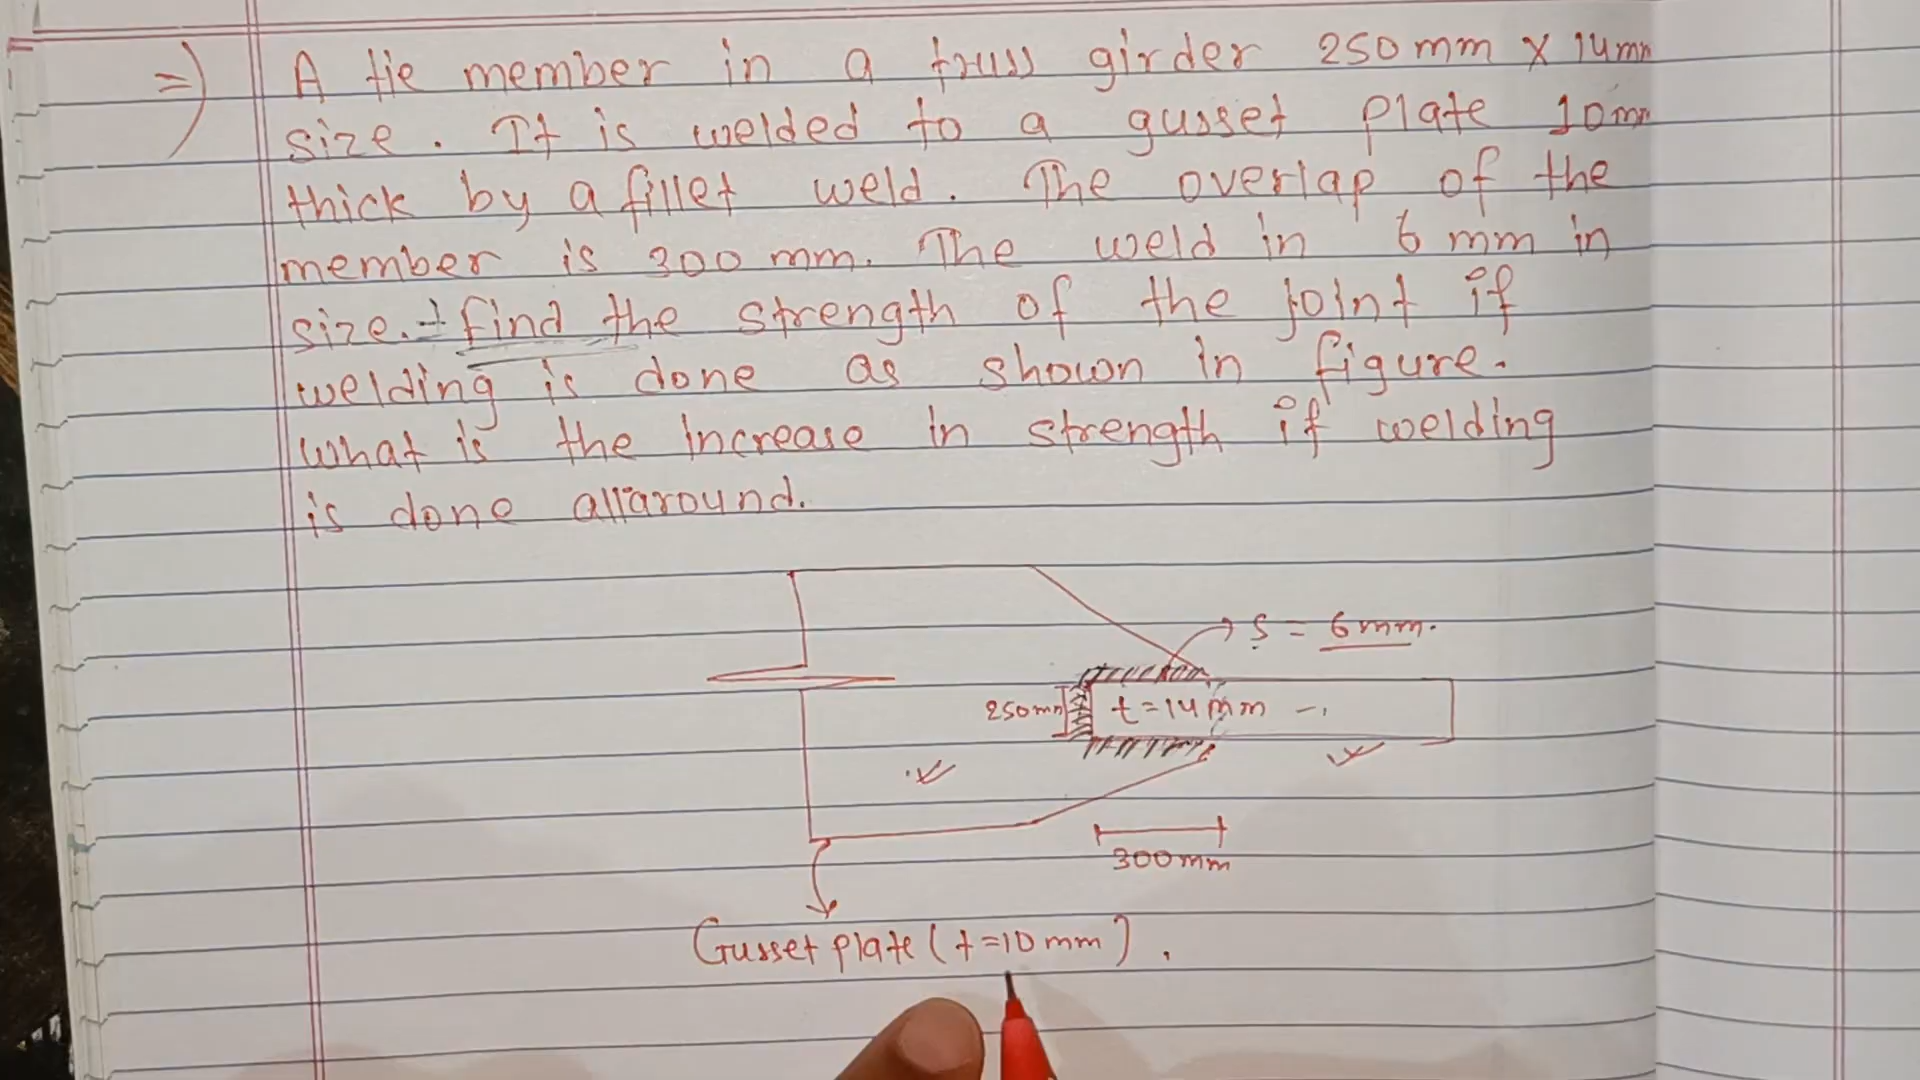 =) A tie member in a truss girder 250mm x 14mm
size. It is welded to a gusset plate 10mm
thick by a fillet weld. The overlap of the
member is 300 mm. The weld in 6 mm in
size. find the strength of the joint if
welding is done as shown in figure.
what is the increase in strength if welding
is done allaround.
S = 6mm.
250mm t=14mm
300mm
Gusset plate (t=10mm).